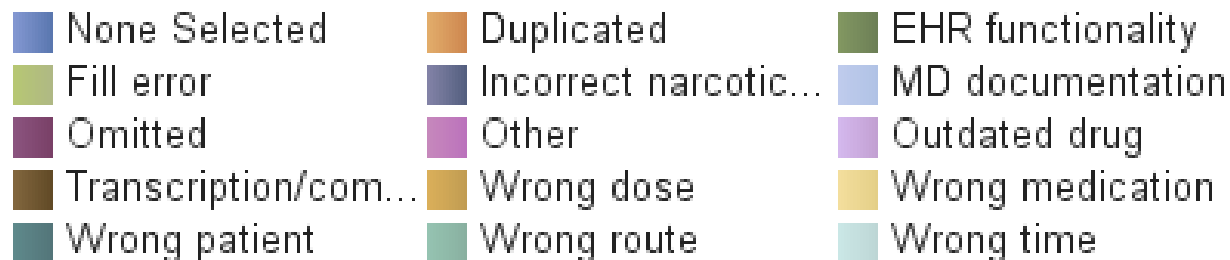 None Selected Duplicated EHR functionality
Fill error Incorrect narcotic... MD documentation
Omitted Other Outdated drug
Transcription/com... Wrong dose Wrong medication
Wrong patient Wrong route Wrong time